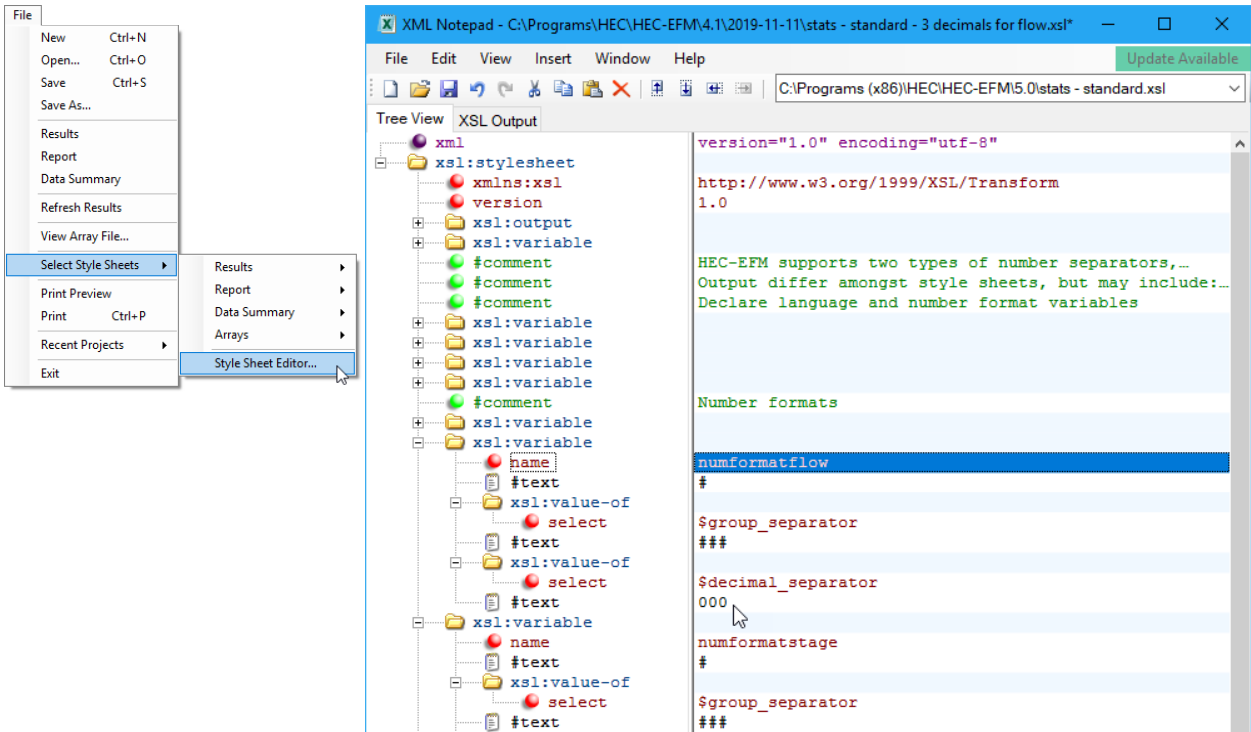 File
New Ctrl+N
Open... Ctrl+O
Save Ctrl+S
Save As...
Results
Report
Data Summary
Refresh Results
View Array File...
Select Style Sheets
Print Preview
Print Ctrl+P
Recent Projects
Exit
Results
Report
Data Summary
Arrays
Style Sheet Editor...
XML Notepad - C:\Programs\HEC\HEC-EFM\4.1\2019-11-11\stats - standard - 3 decimals for flow.xsl*
File Edit View Insert Window Help Update Available
C:\Programs (x86)\HEC\HEC-EFM\5.0\stats - standard.xsl
Tree View XSL Output
xml version="1.0" encoding="utf-8"
xsl:stylesheet
xmlns:xsl http://www.w3.org/1999/XSL/Transform
version 1.0
xsl:output
xsl:variable
#comment HEC-EFM supports two types of number separators,…
#comment Output differ amongst style sheets, but may include:…
#comment Declare language and number format variables
xsl:variable
xsl:variable
xsl:variable
xsl:variable
#comment Number formats
xsl:variable
xsl:variable
name numformatflow
#text #
xsl:value-of
select $group_separator
#text ###
xsl:value-of
select $decimal_separator
#text 000
xsl:variable
name numformatstage
#text #
xsl:value-of
select $group_separator
#text ###